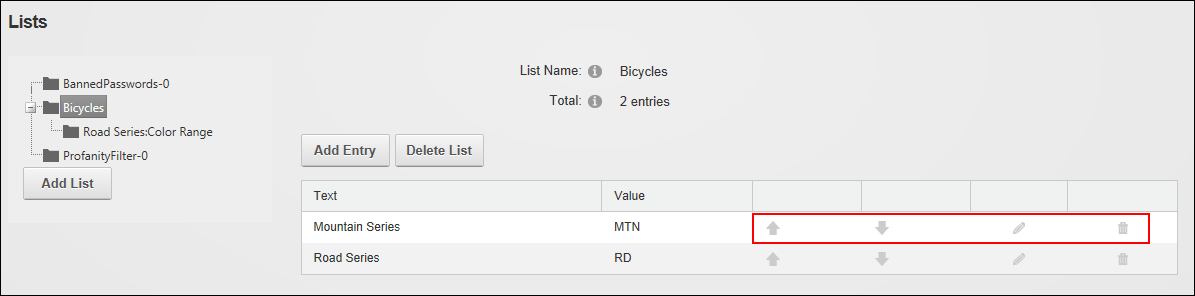 Lists
BannedPasswords-0
Bicycles
Road Series:Color Range
ProfanityFilter-0
Add List
List Name: Bicycles
Total: 2 entries
Add Entry Delete List
Text Value
Mountain Series MTN
Road Series RD